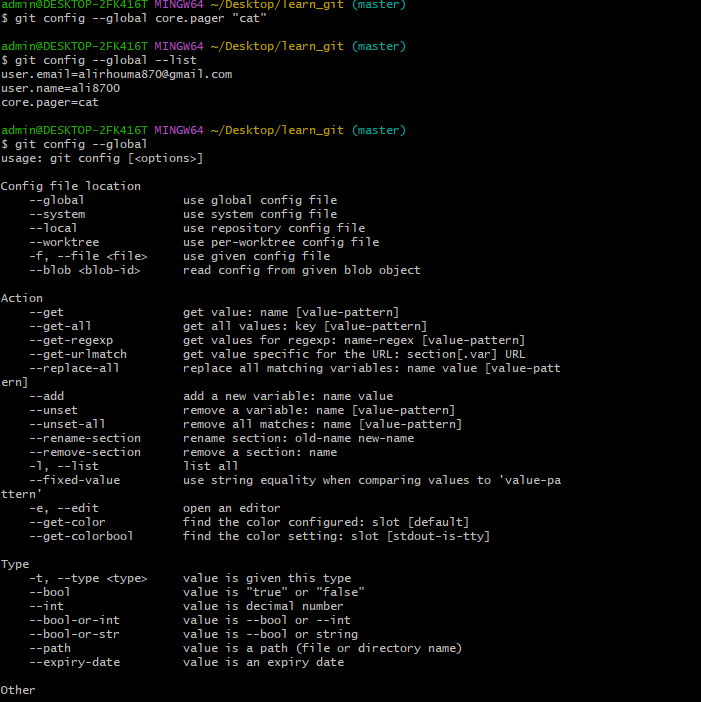 admin@DESKTOP-2FK416T MINGW64 ~/Desktop/learn_git (master)
$ git config --global core.pager "cat"

admin@DESKTOP-2FK416T MINGW64 ~/Desktop/learn_git (master)
$ git config --global --list
user.email=alirhouma870@gmail.com
user.name=ali8700
core.pager=cat

admin@DESKTOP-2FK416T MINGW64 ~/Desktop/learn_git (master)
$ git config --global
usage: git config [<options>]

Config file location
    --global              use global config file
    --system              use system config file
    --local               use repository config file
    --worktree            use per-worktree config file
    -f, --file <file>     use given config file
    --blob <blob-id>      read config from given blob object

Action
    --get                 get value: name [value-pattern]
    --get-all             get all values: key [value-pattern]
    --get-regexp          get values for regexp: name-regex [value-pattern]
    --get-urlmatch        get value specific for the URL: section[.var] URL
    --replace-all         replace all matching variables: name value [value-patt
ern]
    --add                 add a new variable: name value
    --unset               remove a variable: name [value-pattern]
    --unset-all           remove all matches: name [value-pattern]
    --rename-section      rename section: old-name new-name
    --remove-section      remove a section: name
    -l, --list            list all
    --fixed-value         use string equality when comparing values to 'value-pa
ttern'
    -e, --edit            open an editor
    --get-color           find the color configured: slot [default]
    --get-colorbool       find the color setting: slot [stdout-is-tty]

Type
    -t, --type <type>     value is given this type
    --bool                value is "true" or "false"
    --int                 value is decimal number
    --bool-or-int         value is --bool or --int
    --bool-or-str         value is --bool or string
    --path                value is a path (file or directory name)
    --expiry-date         value is an expiry date

Other